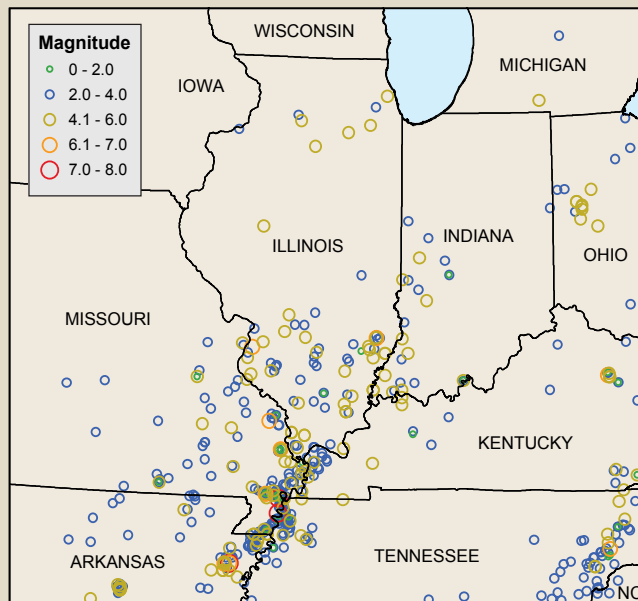 Magnitude
0 - 2.0
2.0 - 4.0
4.1 - 6.0
6.1 - 7.0
7.0 - 8.0
WISCONSIN
MICHIGAN
IOWA
ILLINOIS
INDIANA
OHIO
MISSOURI
KENTUCKY
ARKANSAS
TENNESSEE
NO